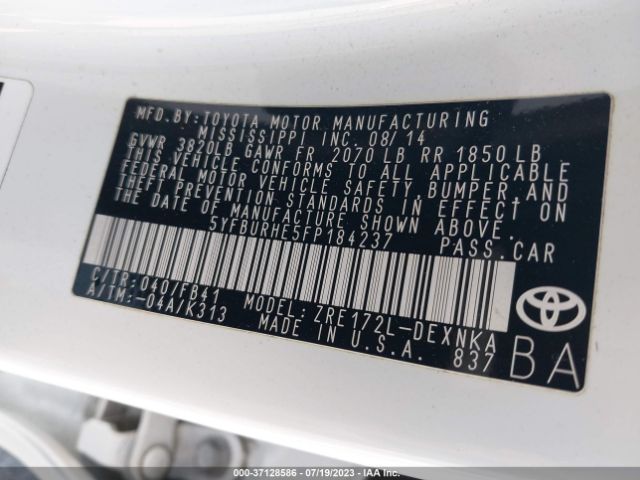 MFD. BY: TOYOTA MOTOR MANUFACTURING
MISSISSIPPI INC. 08/14
GVWR 3820LB GAWR FR 2070 LB RR 1850 LB
THIS VEHICLE CONFORMS TO ALL APPLICABLE
FEDERAL MOTOR VEHICLE SAFETY, BUMPER, AND
THEFT PREVENTION STANDARDS IN EFFECT ON
THE DATE OF MANUFACTURE SHOWN ABOVE.
5YFBURHE5FP184237 PASS.CAR
C/TR: 040/FB41 MODEL: ZRE172L-DEXNKA
A/TM: -04A/K313 MADE IN U.S.A. 837
BA
000-37128586 - 07/19/2023 - IAA Inc.